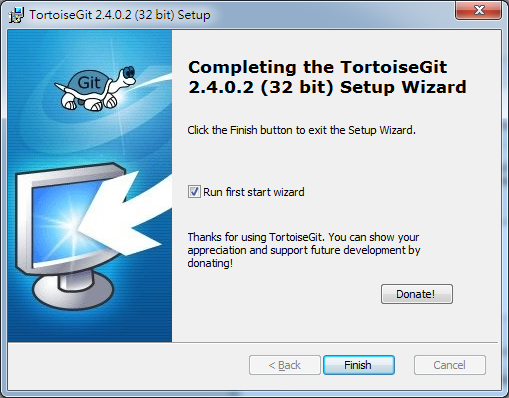 TortoiseGit 2.4.0.2 (32 bit) Setup
Git
Completing the TortoiseGit
2.4.0.2 (32 bit) Setup Wizard
Click the Finish button to exit the Setup Wizard.
Run first start wizard
Thanks for using TortoiseGit. You can show your
appreciation and support future development by
donating!
Donate!
< Back
Finish
Cancel